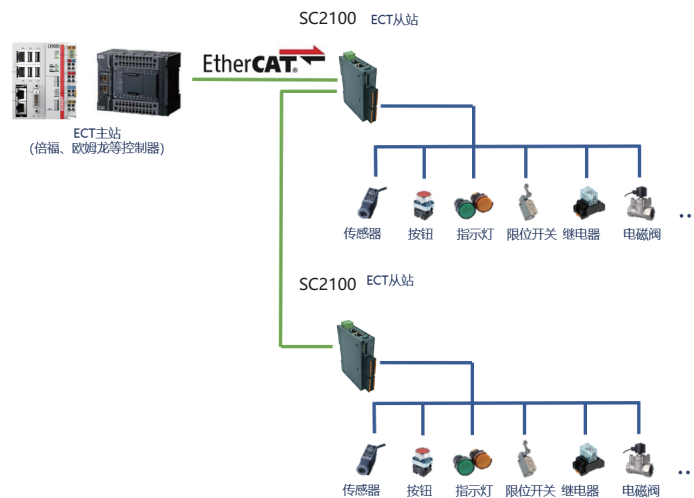 SC2100 ECT从站
EtherCAT®
ECT主站
(倍福、欧姆龙等控制器)
传感器 按钮 指示灯 限位开关 继电器 电磁阀 ..
SC2100 ECT从站
传感器 按钮 指示灯 限位开关 继电器 电磁阀 ..